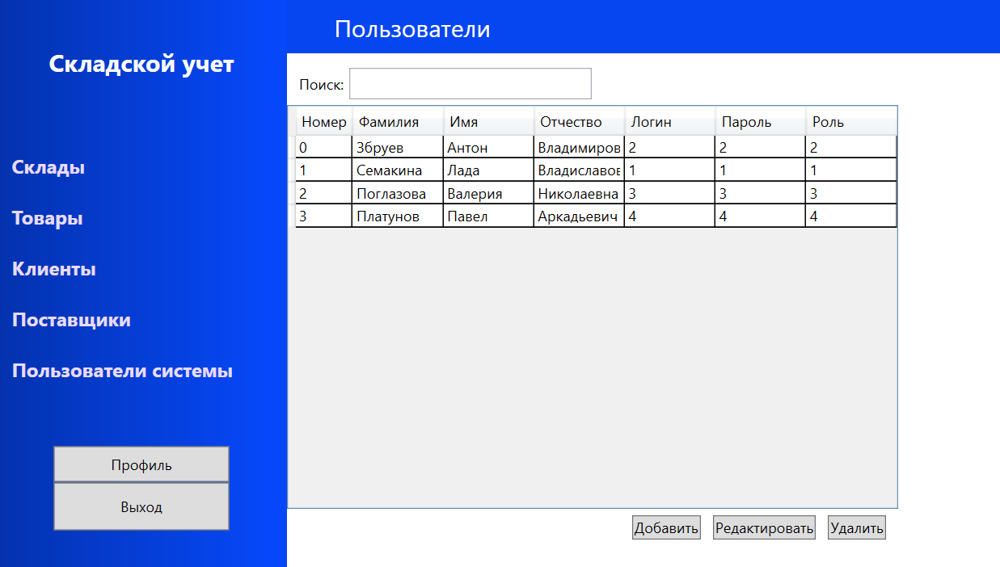 Складской учет
Склады
Товары
Клиенты
Поставщики
Пользователи системы
Профиль
Выход
Пользователи
Поиск:
Номер Фамилия Имя Отчество Логин Пароль Роль
0 Збруев Антон Владимиров 2 2 2
1 Семакина Лада Владиславов 1 1 1
2 Поглазова Валерия Николаевна 3 3 3
3 Платунов Павел Аркадьевич 4 4 4
Добавить Редактировать Удалить